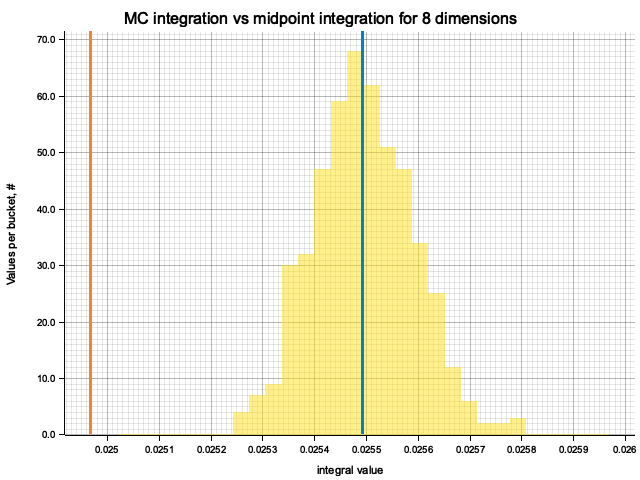 MC integration vs midpoint integration for 8 dimensions
70.0
60.0
50.0
40.0
30.0
20.0
10.0
0.0
Values per bucket, #
0.025 0.0251 0.0252 0.0253 0.0254 0.0255 0.0256 0.0257 0.0258 0.0259 0.026
integral value